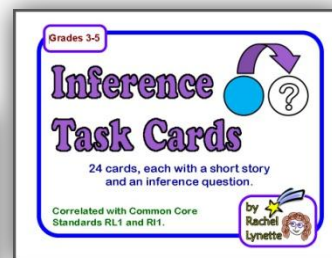 Grades 3-5
Inference
Task Cards
?
24 cards, each with a short story
and an inference question.
Correlated with Common Core
Standards RL1 and RI1.
by
Rachel
Lynette